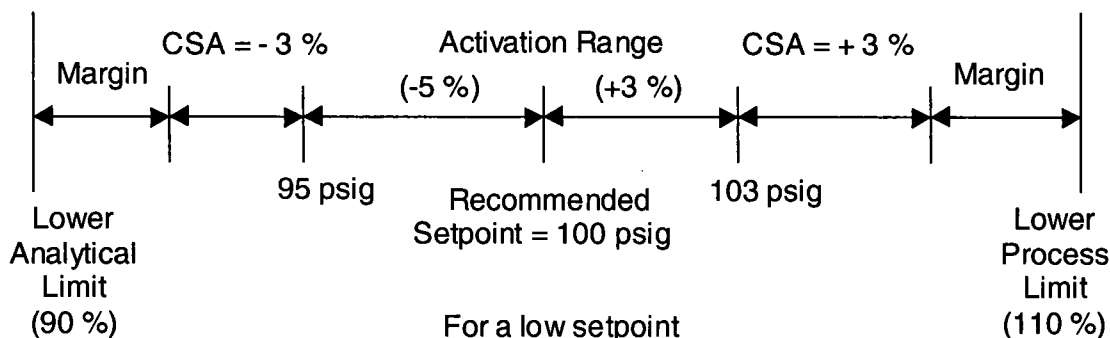 CSA = - 3 %
Activation Range
CSA = + 3 %
Margin
(-5 %)
(+3 %)
Margin
95 psig
Recommended
Setpoint = 100 psig
103 psig
Lower
Analytical
Limit
(90 %)
Lower
Process
Limit
(110 %)
For a low setpoint